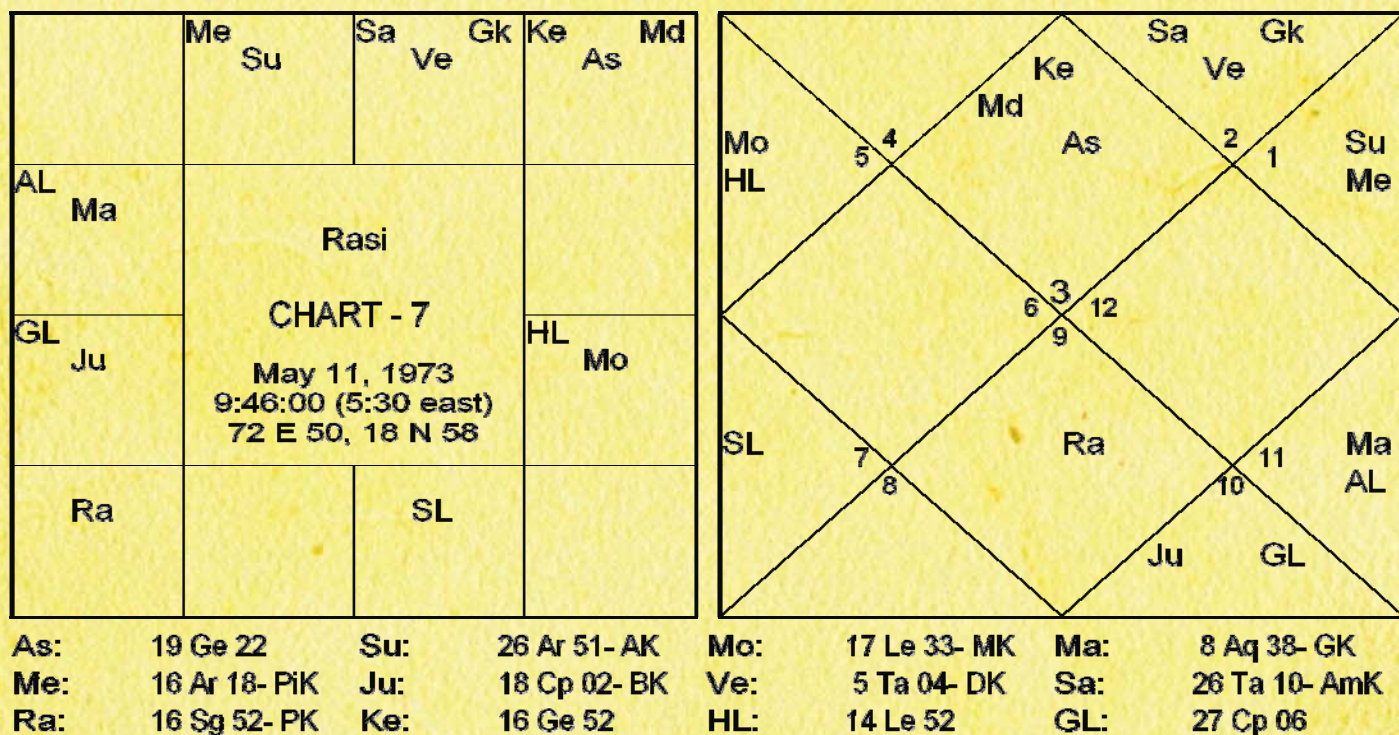 Me Su
Sa Gk Ve
Ke Md As
AL Ma
Rasi
CHART - 7
May 11, 1973
9:46:00 (5:30 east)
72 E 50, 18 N 58
GL Ju
HL Mo
Ra
SL
Sa Gk
Ve
Ke
Md
As
Mo
HL
5 4
2 1
Su
Me
3
6 12
9
SL
7
8
Ra
11
10
Ma
AL
Ju GL
As: 19 Ge 22 Su: 26 Ar 51- AK Mo: 17 Le 33- MK Ma: 8 Aq 38- GK
Me: 16 Ar 18- PiK Ju: 18 Cp 02- BK Ve: 5 Ta 04- DK Sa: 26 Ta 10- AmK
Ra: 16 Sg 52- PK Ke: 16 Ge 52 HL: 14 Le 52 GL: 27 Cp 06